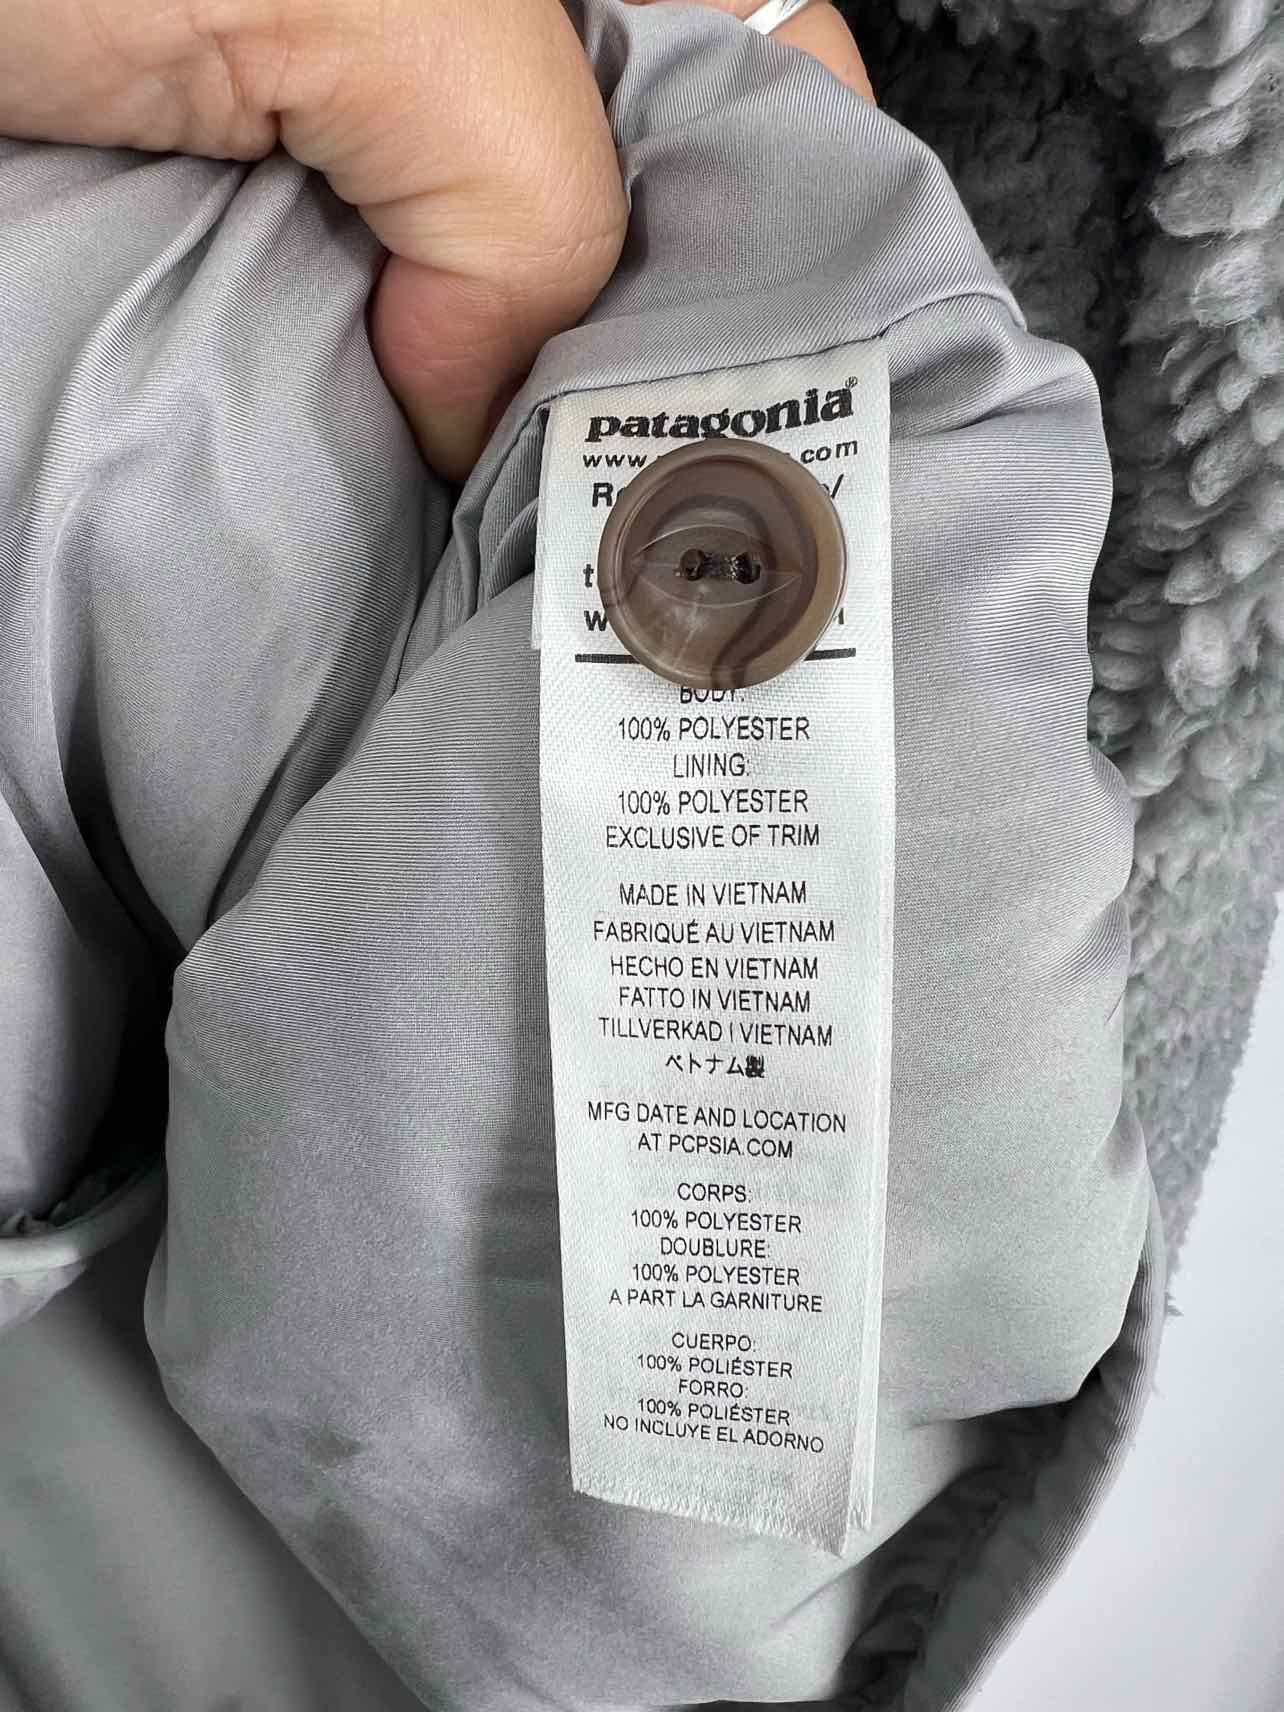 patagonia®
www .com
BODY:
100% POLYESTER
LINING:
100% POLYESTER
EXCLUSIVE OF TRIM
MADE IN VIETNAM
FABRIQUÉ AU VIETNAM
HECHO EN VIETNAM
FATTO IN VIETNAM
TILLVERKAD I VIETNAM
ベトナム製
MFG DATE AND LOCATION
AT PCPSIA.COM
CORPS:
100% POLYESTER
DOUBLURE:
100% POLYESTER
A PART LA GARNITURE
CUERPO:
100% POLIÉSTER
FORRO:
100% POLIÉSTER
NO INCLUYE EL ADORNO